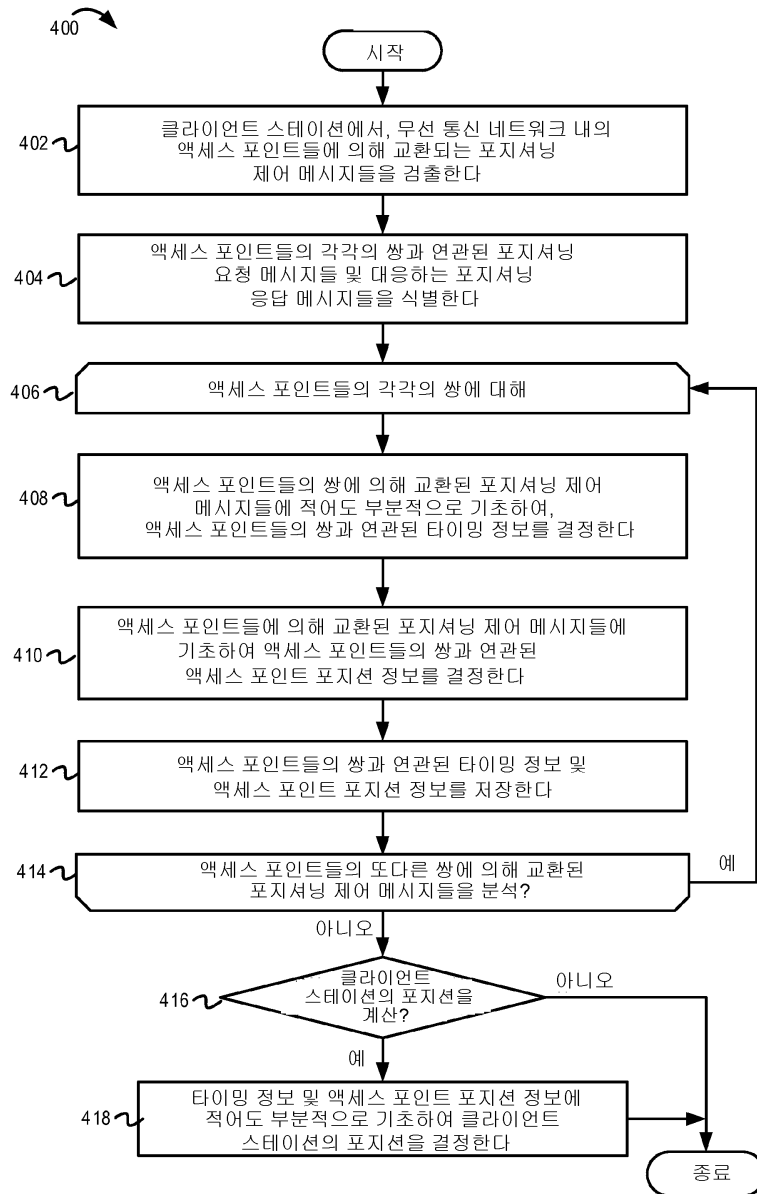 400
시작
402
클라이언트 스테이션에서, 무선 통신 네트워크 내의
액세스 포인트들에 의해 교환되는 포지셔닝
제어 메시지들을 검출한다
404
액세스 포인트들의 각각의 쌍과 연관된 포지셔닝
요청 메시지들 및 대응하는 포지셔닝
응답 메시지들을 식별한다
406
액세스 포인트들의 각각의 쌍에 대해
408
액세스 포인트들의 쌍에 의해 교환된 포지셔닝 제어
메시지들에 적어도 부분적으로 기초하여,
액세스 포인트들의 쌍과 연관된 타이밍 정보를 결정한다
410
액세스 포인트들에 의해 교환된 포지셔닝 제어 메시지들에
기초하여 액세스 포인트들의 쌍과 연관된
액세스 포인트 포지션 정보를 결정한다
412
액세스 포인트들의 쌍과 연관된 타이밍 정보 및
액세스 포인트 포지션 정보를 저장한다
414
액세스 포인트들의 또다른 쌍에 의해 교환된
포지셔닝 제어 메시지들을 분석?
예
아니오
416
클라이언트
스테이션의 포지션을
계산?
아니오
예
418
타이밍 정보 및 액세스 포인트 포지션 정보에
적어도 부분적으로 기초하여 클라이언트
스테이션의 포지션을 결정한다
종료